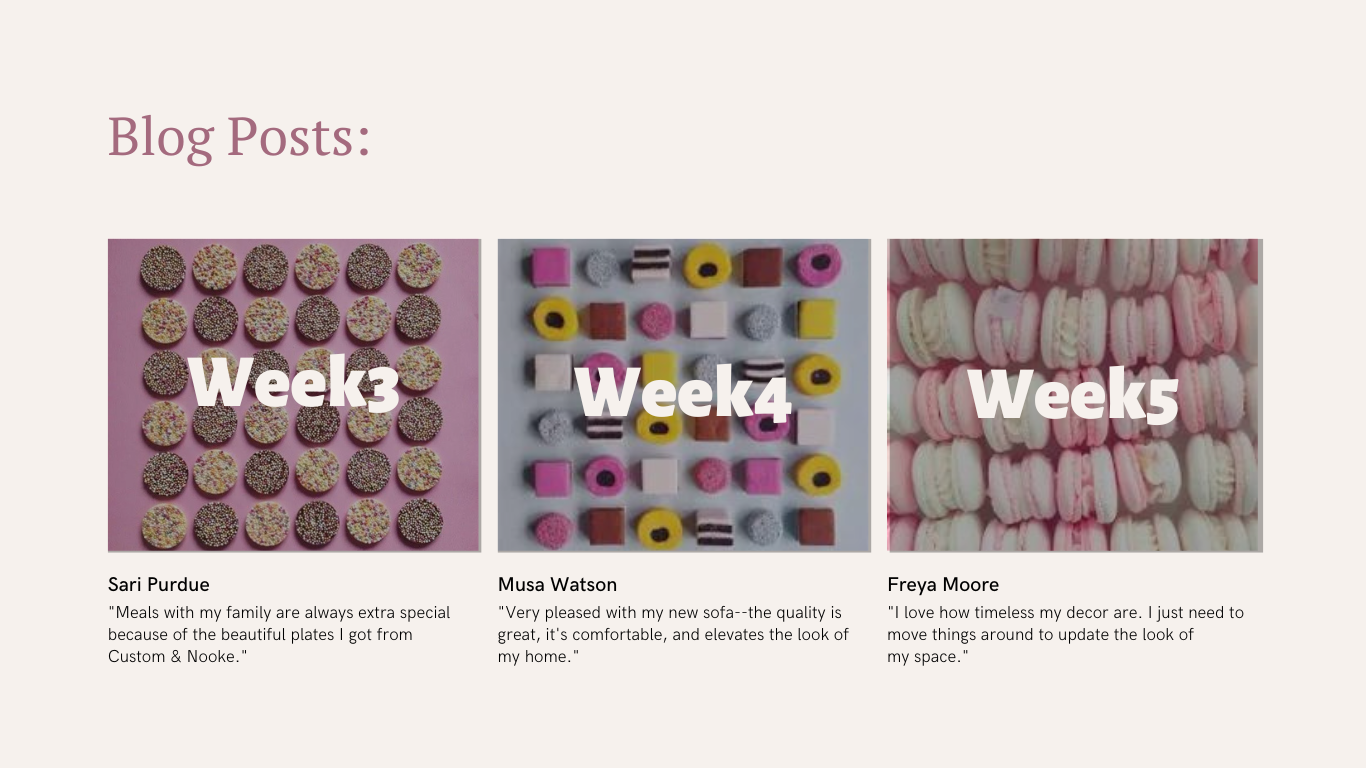 Blog Posts:
Week3
Week4
Week5
Sari Purdue
"Meals with my family are always extra special
because of the beautiful plates I got from
Custom & Nooke."
Musa Watson
"Very pleased with my new sofa--the quality is
great, it's comfortable, and elevates the look of
my home."
Freya Moore
"I love how timeless my decor are. I just need to
move things around to update the look of
my space."